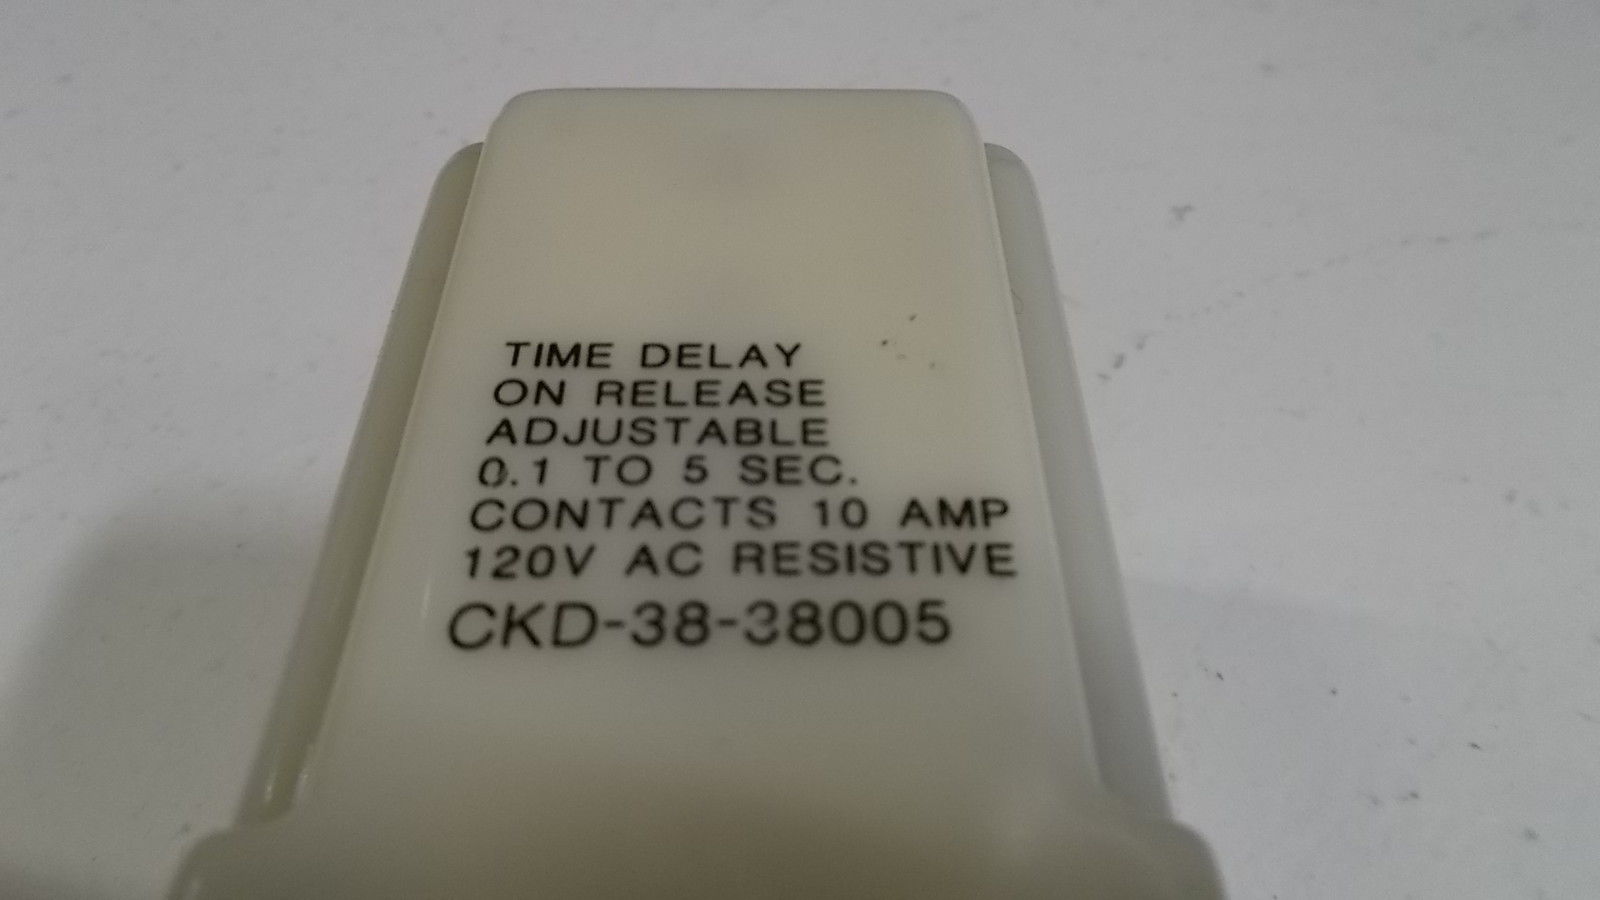 TIME DELAY
ON RELEASE
ADJUSTABLE
0.1 TO 5 SEC.
CONTACTS 10 AMP
120V AC RESISTIVE
CKD-38-38005